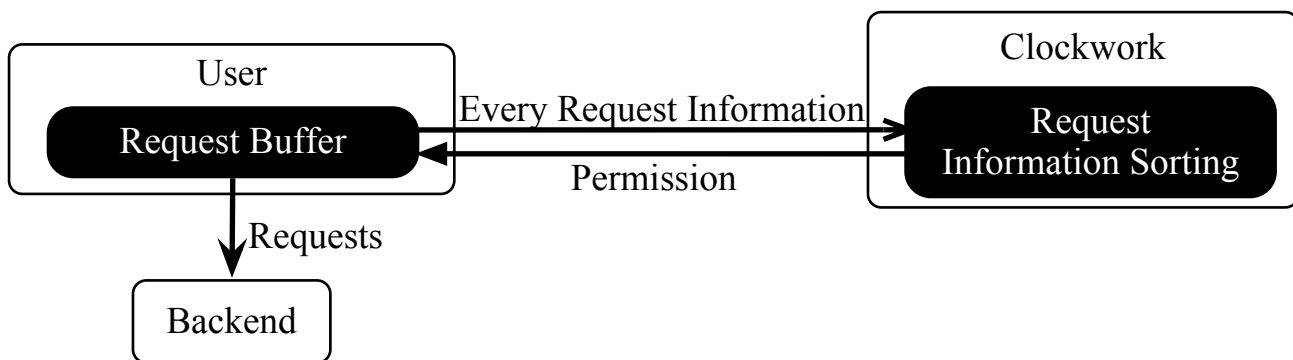 User
Clockwork
Request Buffer
Every Request Information
Permission
Request
Information Sorting
Requests
Backend